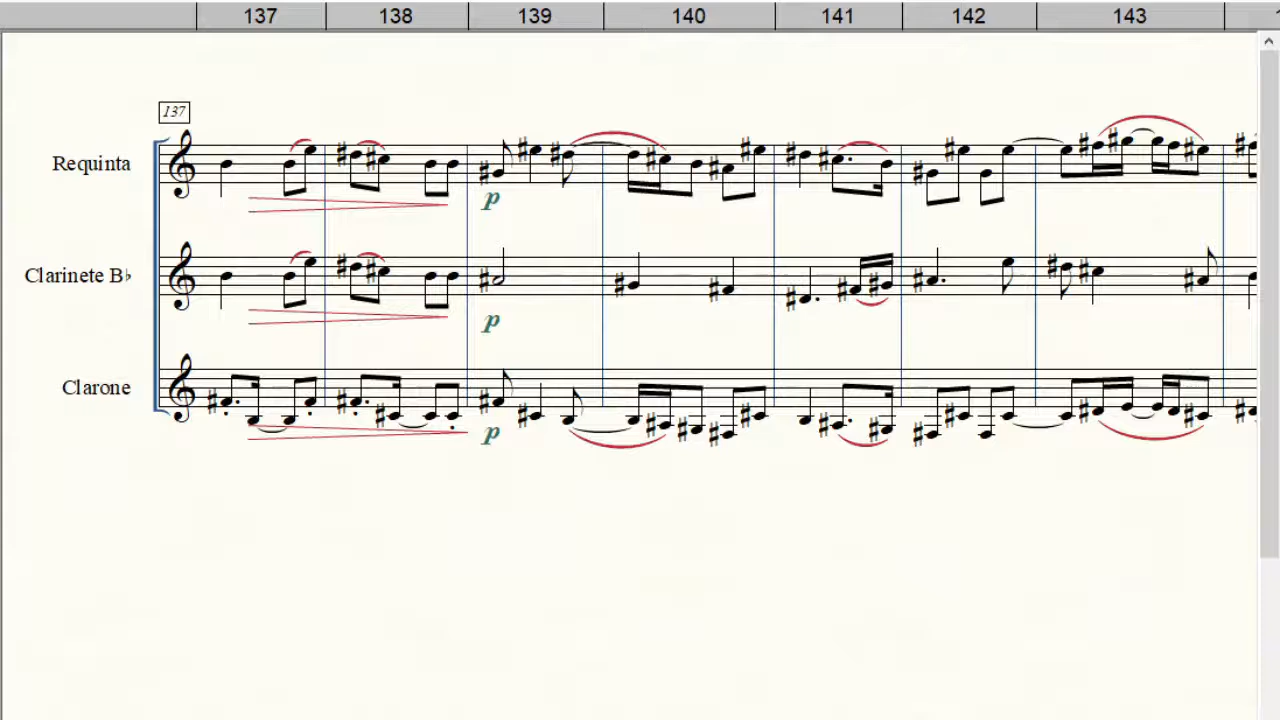 137 138 139 140 141 142 143
137
Requinta
p
Clarinete B♭
p
Clarone
p